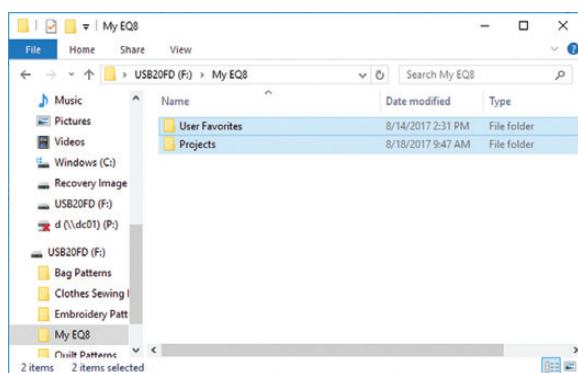 My EQ8
File Home Share View
USB20FD (F:) > My EQ8
Search My EQ8
Music
Pictures
Videos
Windows (C:)
Recovery Image
USB20FD (F:)
d (\\dc01) (P:)
USB20FD (F:)
Bag Patterns
Clothes Sewing I
Embroidery Patt
My EQ8
Quilt Patterns
Name Date modified Type
User Favorites 8/14/2017 2:31 PM File folder
Projects 8/18/2017 9:47 AM File folder
2 items 2 items selected